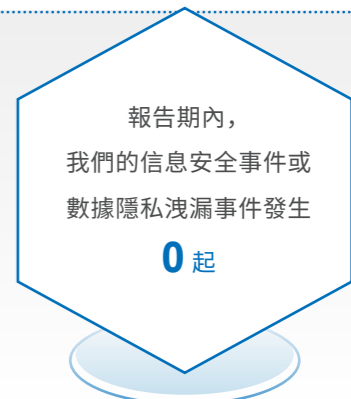 報告期內，
我們的信息安全事件或
數據隱私洩漏事件發生
0 起